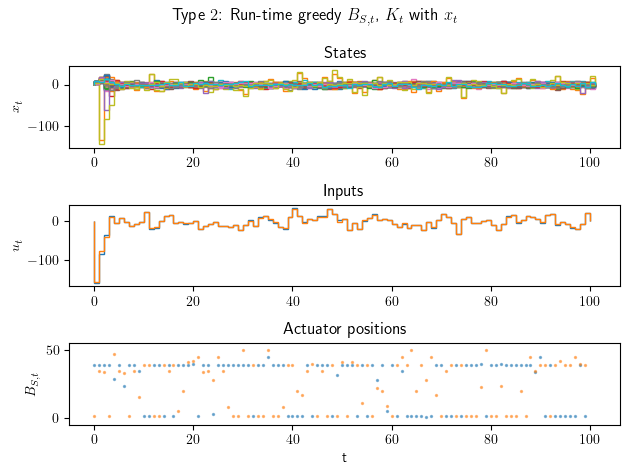 Type 2: Run-time greedy $B_{S,t}$, $K_t$ with $x_t$
States
0
−100
$x_t$
0 20 40 60 80 100
Inputs
0
−100
$u_t$
0 20 40 60 80 100
Actuator positions
50
0
$B_{S,t}$
0 20 40 60 80 100
t